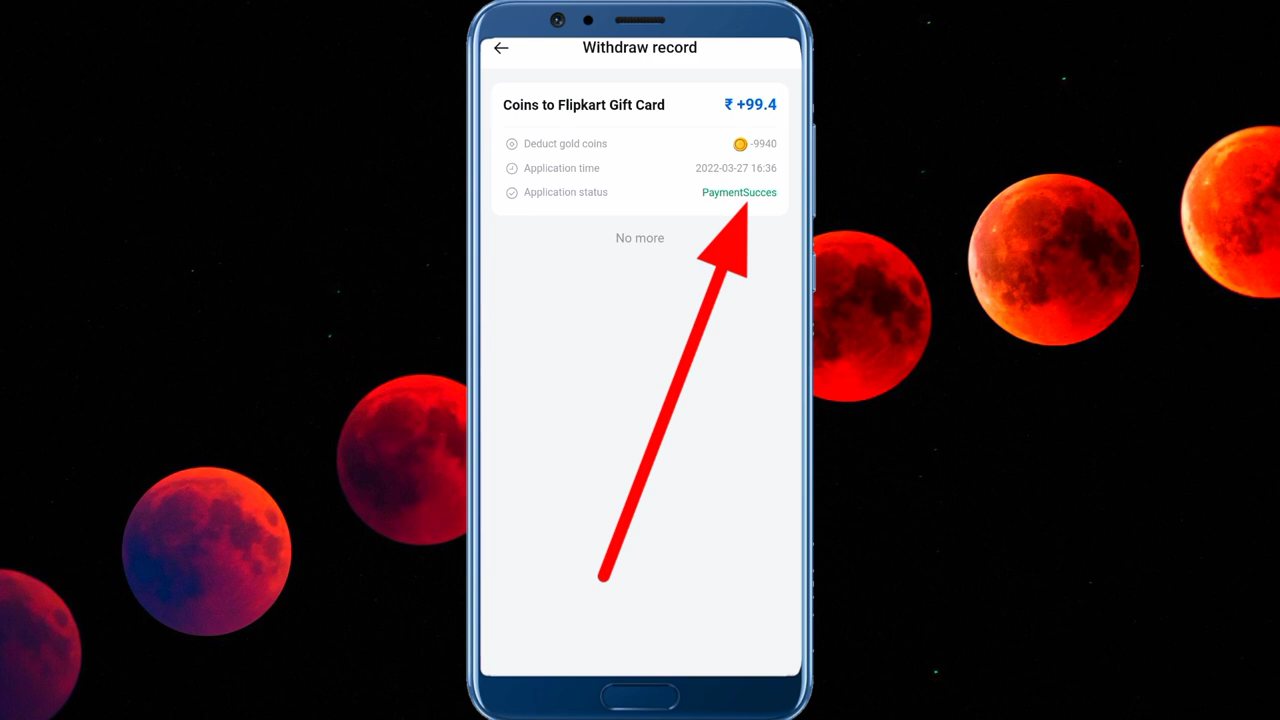 Withdraw record
Coins to Flipkart Gift Card ₹ +99.4
Deduct gold coins -9940
Application time 2022-03-27 16:36
Application status PaymentSucces
No more